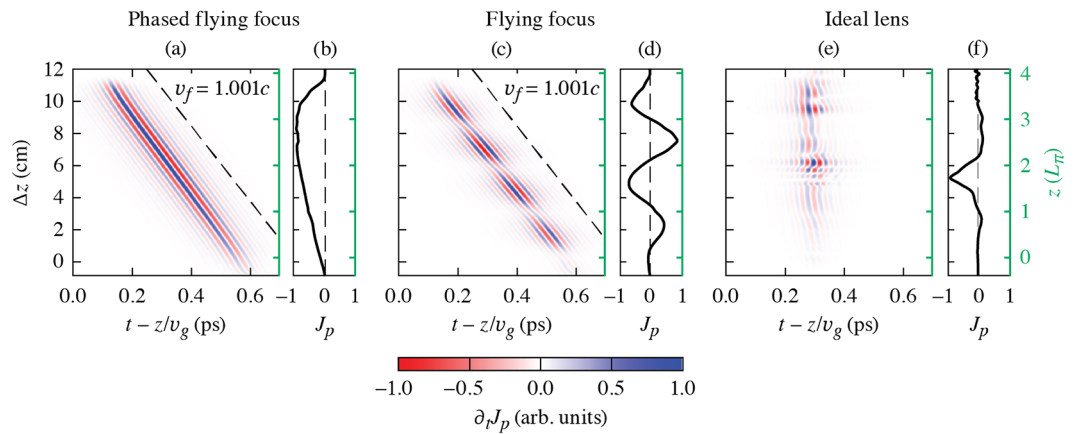 Phased flying focus
Flying focus
Ideal lens
(a)
(b)
(c)
(d)
(e)
(f)
v_f = 1.001c
v_f = 1.001c
12
10
8
6
4
2
0
Δz (cm)
4
3
2
1
0
z (L_π)
0.0 0.2 0.4 0.6
−1 0 1
0.0 0.2 0.4 0.6
−1 0 1
0.0 0.2 0.4 0.6
−1 0 1
t − z/v_g (ps)
J_p
t − z/v_g (ps)
J_p
t − z/v_g (ps)
J_p
−1.0 −0.5 0.0 0.5 1.0
∂_tJ_p (arb. units)